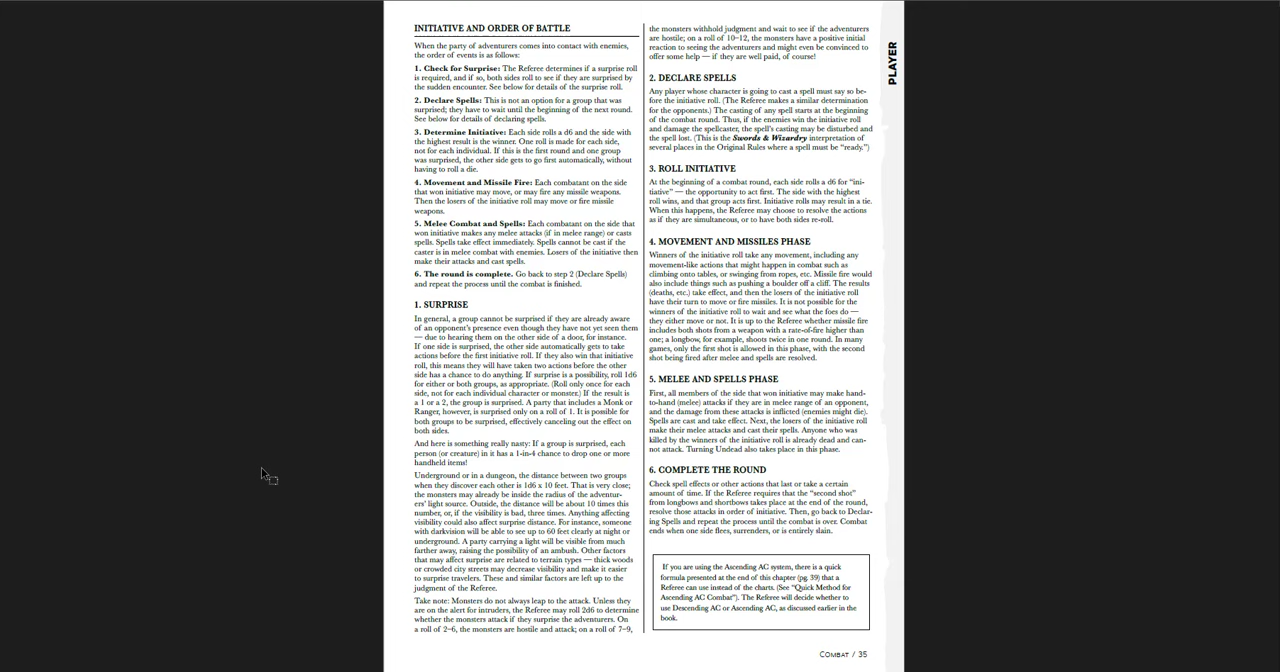 INITIATIVE AND ORDER OF BATTLE
When the party of adventurers comes into contact with enemies,
the order of events is as follows:
1. Check for Surprise: The Referee determines if a surprise roll
is required, and if so, both sides roll to see if they are surprised by
the sudden encounter. See below for details of the surprise roll.
2. Declare Spells: This is not an option for a group that was
surprised; they have to wait until the beginning of the next round.
See below for details of declaring spells.
3. Determine Initiative: Each side rolls a d6 and the side with
the highest result is the winner. One roll is made for each side,
not for each individual. If this is the first round and one group
was surprised, the other side gets to go first automatically, without
having to roll a die.
4. Movement and Missile Fire: Each combatant on the side
that won initiative may move, or may fire any missile weapons.
Then the losers of the initiative roll may move or fire missile
weapons.
5. Melee Combat and Spells: Each combatant on the side that
won initiative makes any melee attacks (if in melee range) or casts
spells. Spells take effect immediately. Spells cannot be cast if the
caster is in melee combat with enemies. Losers of the initiative then
make their attacks and cast spells.
6. The round is complete. Go back to step 2 (Declare Spells)
and repeat the process until the combat is finished.
1. SURPRISE
In general, a group cannot be surprised if they are already aware
of an opponent's presence even though they have not yet seen them
— due to hearing them on the other side of a door, for instance.
If one side is surprised, the other side automatically gets to take
actions before the first initiative roll. If they also win that initiative
roll, this means they will have taken two actions before the other
side has a chance to do anything. If surprise is a possibility, roll 1d6
for either or both groups, as appropriate. (Roll only once for each
side, not for each individual character or monster.) If the result is
a 1 or a 2, the group is surprised. A party that includes a Monk or
Ranger, however, is surprised only on a roll of 1. It is possible for
both groups to be surprised, effectively canceling out the effect on
both sides.
And here is something really nasty: If a group is surprised, each
person (or creature) in it has a 1-in-4 chance to drop one or more
handheld items!
Underground or in a dungeon, the distance between two groups
when they discover each other is 1d6 x 10 feet. That is very close;
the monsters may already be inside the radius of the adventur-
ers' light source. Outside, the distance will be about 10 times this
number, or, if the visibility is bad, three times. Anything affecting
visibility could also affect surprise distance. For instance, someone
with darkvision will be able to see up to 60 feet clearly at night or
underground. A party carrying a light will be visible from much
farther away, raising the possibility of an ambush. Other factors
that may affect surprise are related to terrain types — thick woods
or crowded city streets may decrease visibility and make it easier
to surprise travelers. These and similar factors are left up to the
judgment of the Referee.
Take note: Monsters do not always leap to the attack. Unless they
are on the alert for intruders, the Referee may roll 2d6 to determine
whether the monsters attack if they surprise the adventurers. On
a roll of 2–6, the monsters are hostile and attack; on a roll of 7–9,
the monsters withhold judgment and wait to see if the adventurers
are hostile; on a roll of 10–12, the monsters have a positive initial
reaction to seeing the adventurers and might even be convinced to
offer some help — if they are well paid, of course!
2. DECLARE SPELLS
Any player whose character is going to cast a spell must say so be-
fore the initiative roll. (The Referee makes a similar determination
for the opponents.) The casting of any spell starts at the beginning
of the combat round. Thus, if the enemies win the initiative roll
and damage the spellcaster, the spell's casting may be disturbed and
the spell lost. (This is the Swords & Wizardry interpretation of
several places in the Original Rules where a spell must be "ready.")
3. ROLL INITIATIVE
At the beginning of a combat round, each side rolls a d6 for "ini-
tiative" — the opportunity to act first. The side with the highest
roll wins, and that group acts first. Initiative rolls may result in a tie.
When this happens, the Referee may choose to resolve the actions
as if they are simultaneous, or to have both sides re-roll.
4. MOVEMENT AND MISSILES PHASE
Winners of the initiative roll take any movement, including any
movement-like actions that might happen in combat such as
climbing onto tables, or swinging from ropes, etc. Missile fire would
also include things such as pushing a boulder off a cliff. The results
(deaths, etc.) take effect, and then the losers of the initiative roll
have their turn to move or fire missiles. It is not possible for the
winners of the initiative roll to wait and see what the foes do —
they either move or not. It is up to the Referee whether missile fire
includes both shots from a weapon with a rate-of-fire higher than
one; a longbow, for example, shoots twice in one round. In many
games, only the first shot is allowed in this phase, with the second
shot being fired after melee and spells are resolved.
5. MELEE AND SPELLS PHASE
First, all members of the side that won initiative may make hand-
to-hand (melee) attacks if they are in melee range of an opponent,
and the damage from these attacks is inflicted (enemies might die).
Spells are cast and take effect. Next, the losers of the initiative roll
make their melee attacks and cast their spells. Anyone who was
killed by the winners of the initiative roll is already dead and can-
not attack. Turning Undead also takes place in this phase.
6. COMPLETE THE ROUND
Check spell effects or other actions that last or take a certain
amount of time. If the Referee requires that the "second shot"
from longbows and shortbows takes place at the end of the round,
resolve those attacks in order of initiative. Then, go back to Declar-
ing Spells and repeat the process until the combat is over. Combat
ends when one side flees, surrenders, or is entirely slain.
If you are using the Ascending AC system, there is a quick
formula presented at the end of this chapter (pg. 39) that a
Referee can use instead of the charts. (See "Quick Method for
Ascending AC Combat"). The Referee will decide whether to
use Descending AC or Ascending AC, as discussed earlier in the
book.
PLAYER
COMBAT / 35